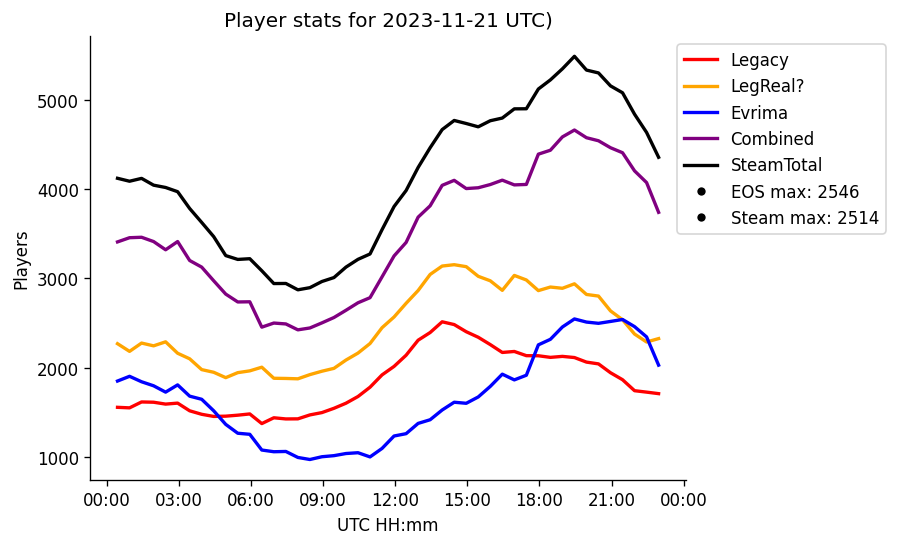 Player stats for 2023-11-21 UTC)
Legacy
LegReal?
Evrima
Combined
SteamTotal
EOS max: 2546
Steam max: 2514
Players
5000
4000
3000
2000
1000
00:00 03:00 06:00 09:00 12:00 15:00 18:00 21:00 00:00
UTC HH:mm